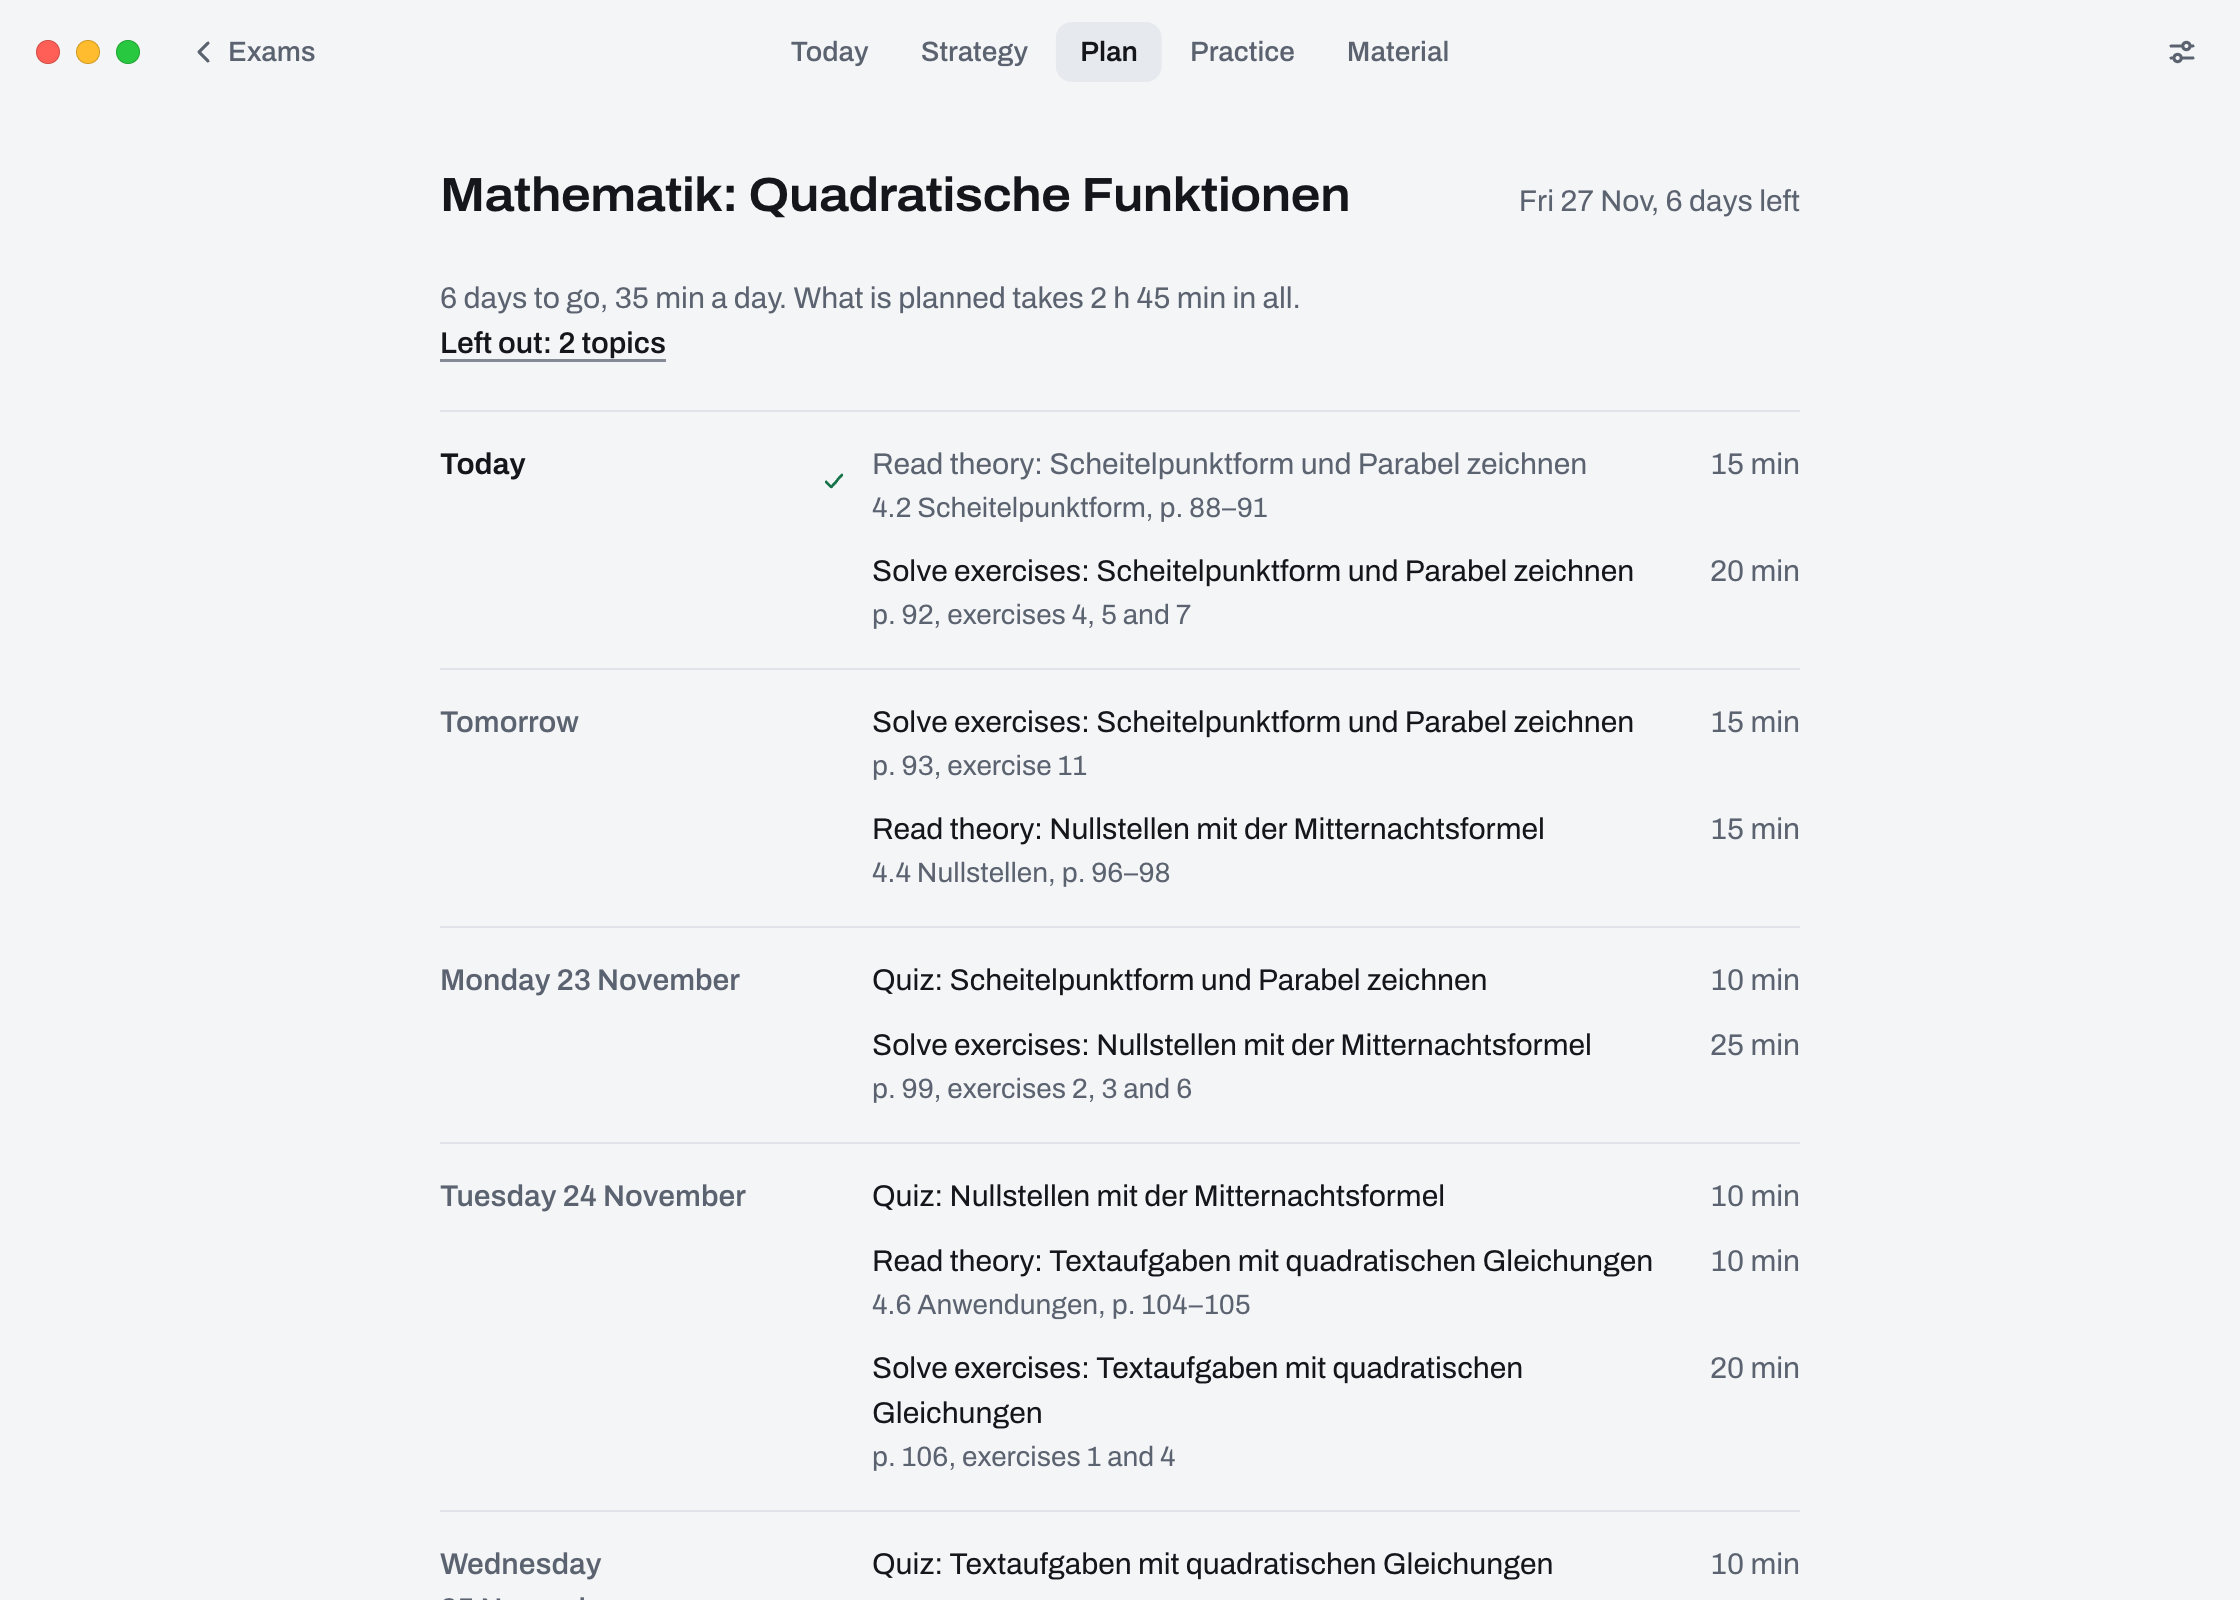 Exams
Today
Strategy
Plan
Practice
Material
Mathematik: Quadratische Funktionen
Fri 27 Nov, 6 days left
6 days to go, 35 min a day. What is planned takes 2 h 45 min in all.
Left out: 2 topics
Today
Read theory: Scheitelpunktform und Parabel zeichnen
15 min
4.2 Scheitelpunktform, p. 88–91
Solve exercises: Scheitelpunktform und Parabel zeichnen
20 min
p. 92, exercises 4, 5 and 7
Tomorrow
Solve exercises: Scheitelpunktform und Parabel zeichnen
15 min
p. 93, exercise 11
Read theory: Nullstellen mit der Mitternachtsformel
15 min
4.4 Nullstellen, p. 96–98
Monday 23 November
Quiz: Scheitelpunktform und Parabel zeichnen
10 min
Solve exercises: Nullstellen mit der Mitternachtsformel
25 min
p. 99, exercises 2, 3 and 6
Tuesday 24 November
Quiz: Nullstellen mit der Mitternachtsformel
10 min
Read theory: Textaufgaben mit quadratischen Gleichungen
10 min
4.6 Anwendungen, p. 104–105
Solve exercises: Textaufgaben mit quadratischen
Gleichungen
20 min
p. 106, exercises 1 and 4
Wednesday
Quiz: Textaufgaben mit quadratischen Gleichungen
10 min